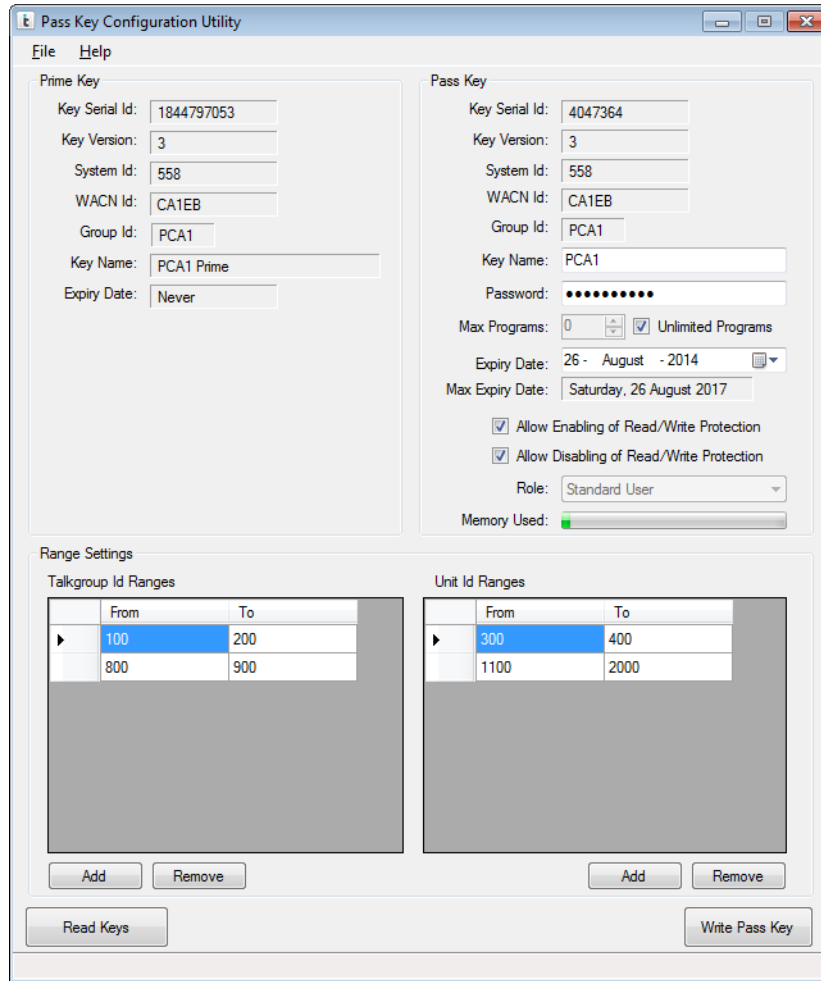 Pass Key Configuration Utility
File Help
Prime Key
Key Serial Id: 1844797053
Key Version: 3
System Id: 558
WACN Id: CA1EB
Group Id: PCA1
Key Name: PCA1 Prime
Expiry Date: Never
Pass Key
Key Serial Id: 4047364
Key Version: 3
System Id: 558
WACN Id: CA1EB
Group Id: PCA1
Key Name: PCA1
Password: ●●●●●●●●●●
Max Programs: 0 Unlimited Programs
Expiry Date: 26 - August - 2014
Max Expiry Date: Saturday, 26 August 2017
Allow Enabling of Read/Write Protection
Allow Disabling of Read/Write Protection
Role: Standard User
Memory Used:
Range Settings
Talkgroup Id Ranges
From To
100 200
800 900
Add Remove
Unit Id Ranges
From To
300 400
1100 2000
Add Remove
Read Keys
Write Pass Key